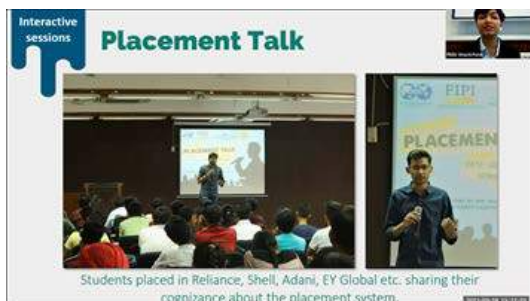 Interactive
sessions
Placement Talk
FIPI
PLACEMENT TALK
PLACEMEN
Students placed in Reliance, Shell, Adani, EY Global etc. sharing their
cognizance about the placement system